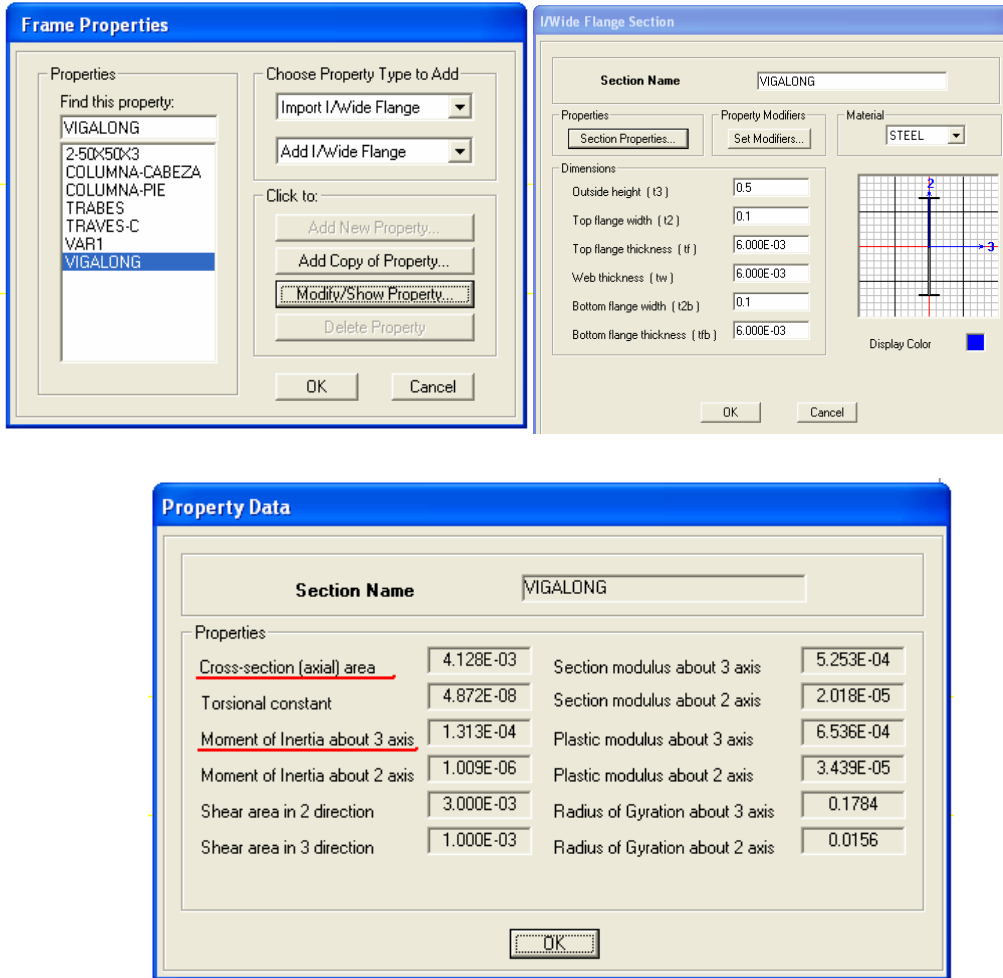 Frame Properties
Properties
Find this property:
VIGALONG
2-50X50X3
COLUMNA-CABEZA
COLUMNA-PIE
TRABES
TRAVES-C
VAR1
VIGALONG
Choose Property Type to Add
Import I/Wide Flange
Add I/Wide Flange
Click to:
Add New Property...
Add Copy of Property...
Modify/Show Property...
Delete Property
OK Cancel
I/Wide Flange Section
Section Name VIGALONG
Properties
Section Properties...
Property Modifiers
Set Modifiers...
Material
STEEL
Dimensions
Outside height ( t3 ) 0.5
Top flange width ( t2 ) 0.1
Top flange thickness ( tf ) 6.000E-03
Web thickness ( tw ) 6.000E-03
Bottom flange width ( t2b ) 0.1
Bottom flange thickness ( tfb ) 6.000E-03
2
3
Display Color
OK Cancel
Property Data
Section Name VIGALONG
Properties
Cross-section (axial) area 4.128E-03
Torsional constant 4.872E-08
Moment of Inertia about 3 axis 1.313E-04
Moment of Inertia about 2 axis 1.009E-06
Shear area in 2 direction 3.000E-03
Shear area in 3 direction 1.000E-03
Section modulus about 3 axis 5.253E-04
Section modulus about 2 axis 2.018E-05
Plastic modulus about 3 axis 6.536E-04
Plastic modulus about 2 axis 3.439E-05
Radius of Gyration about 3 axis 0.1784
Radius of Gyration about 2 axis 0.0156
OK